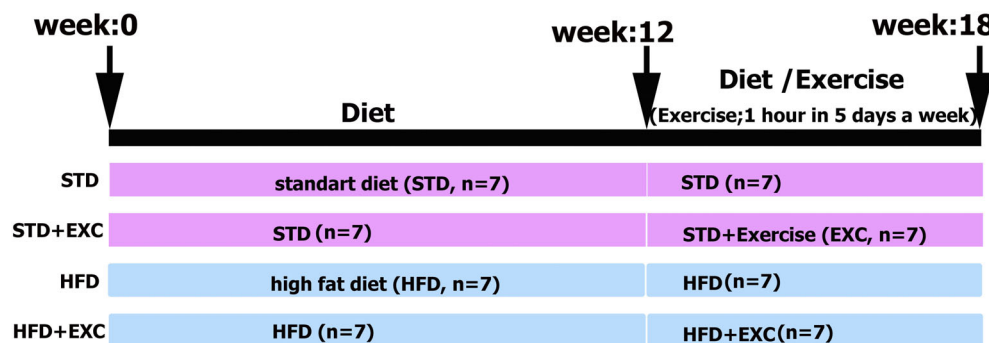 week:0
week:12
week:18
Diet
Diet /Exercise
(Exercise;1 hour in 5 days a week)
STD standart diet (STD, n=7) STD (n=7)
STD+EXC STD (n=7) STD+Exercise (EXC, n=7)
HFD high fat diet (HFD, n=7) HFD (n=7)
HFD+EXC HFD (n=7) HFD+EXC (n=7)